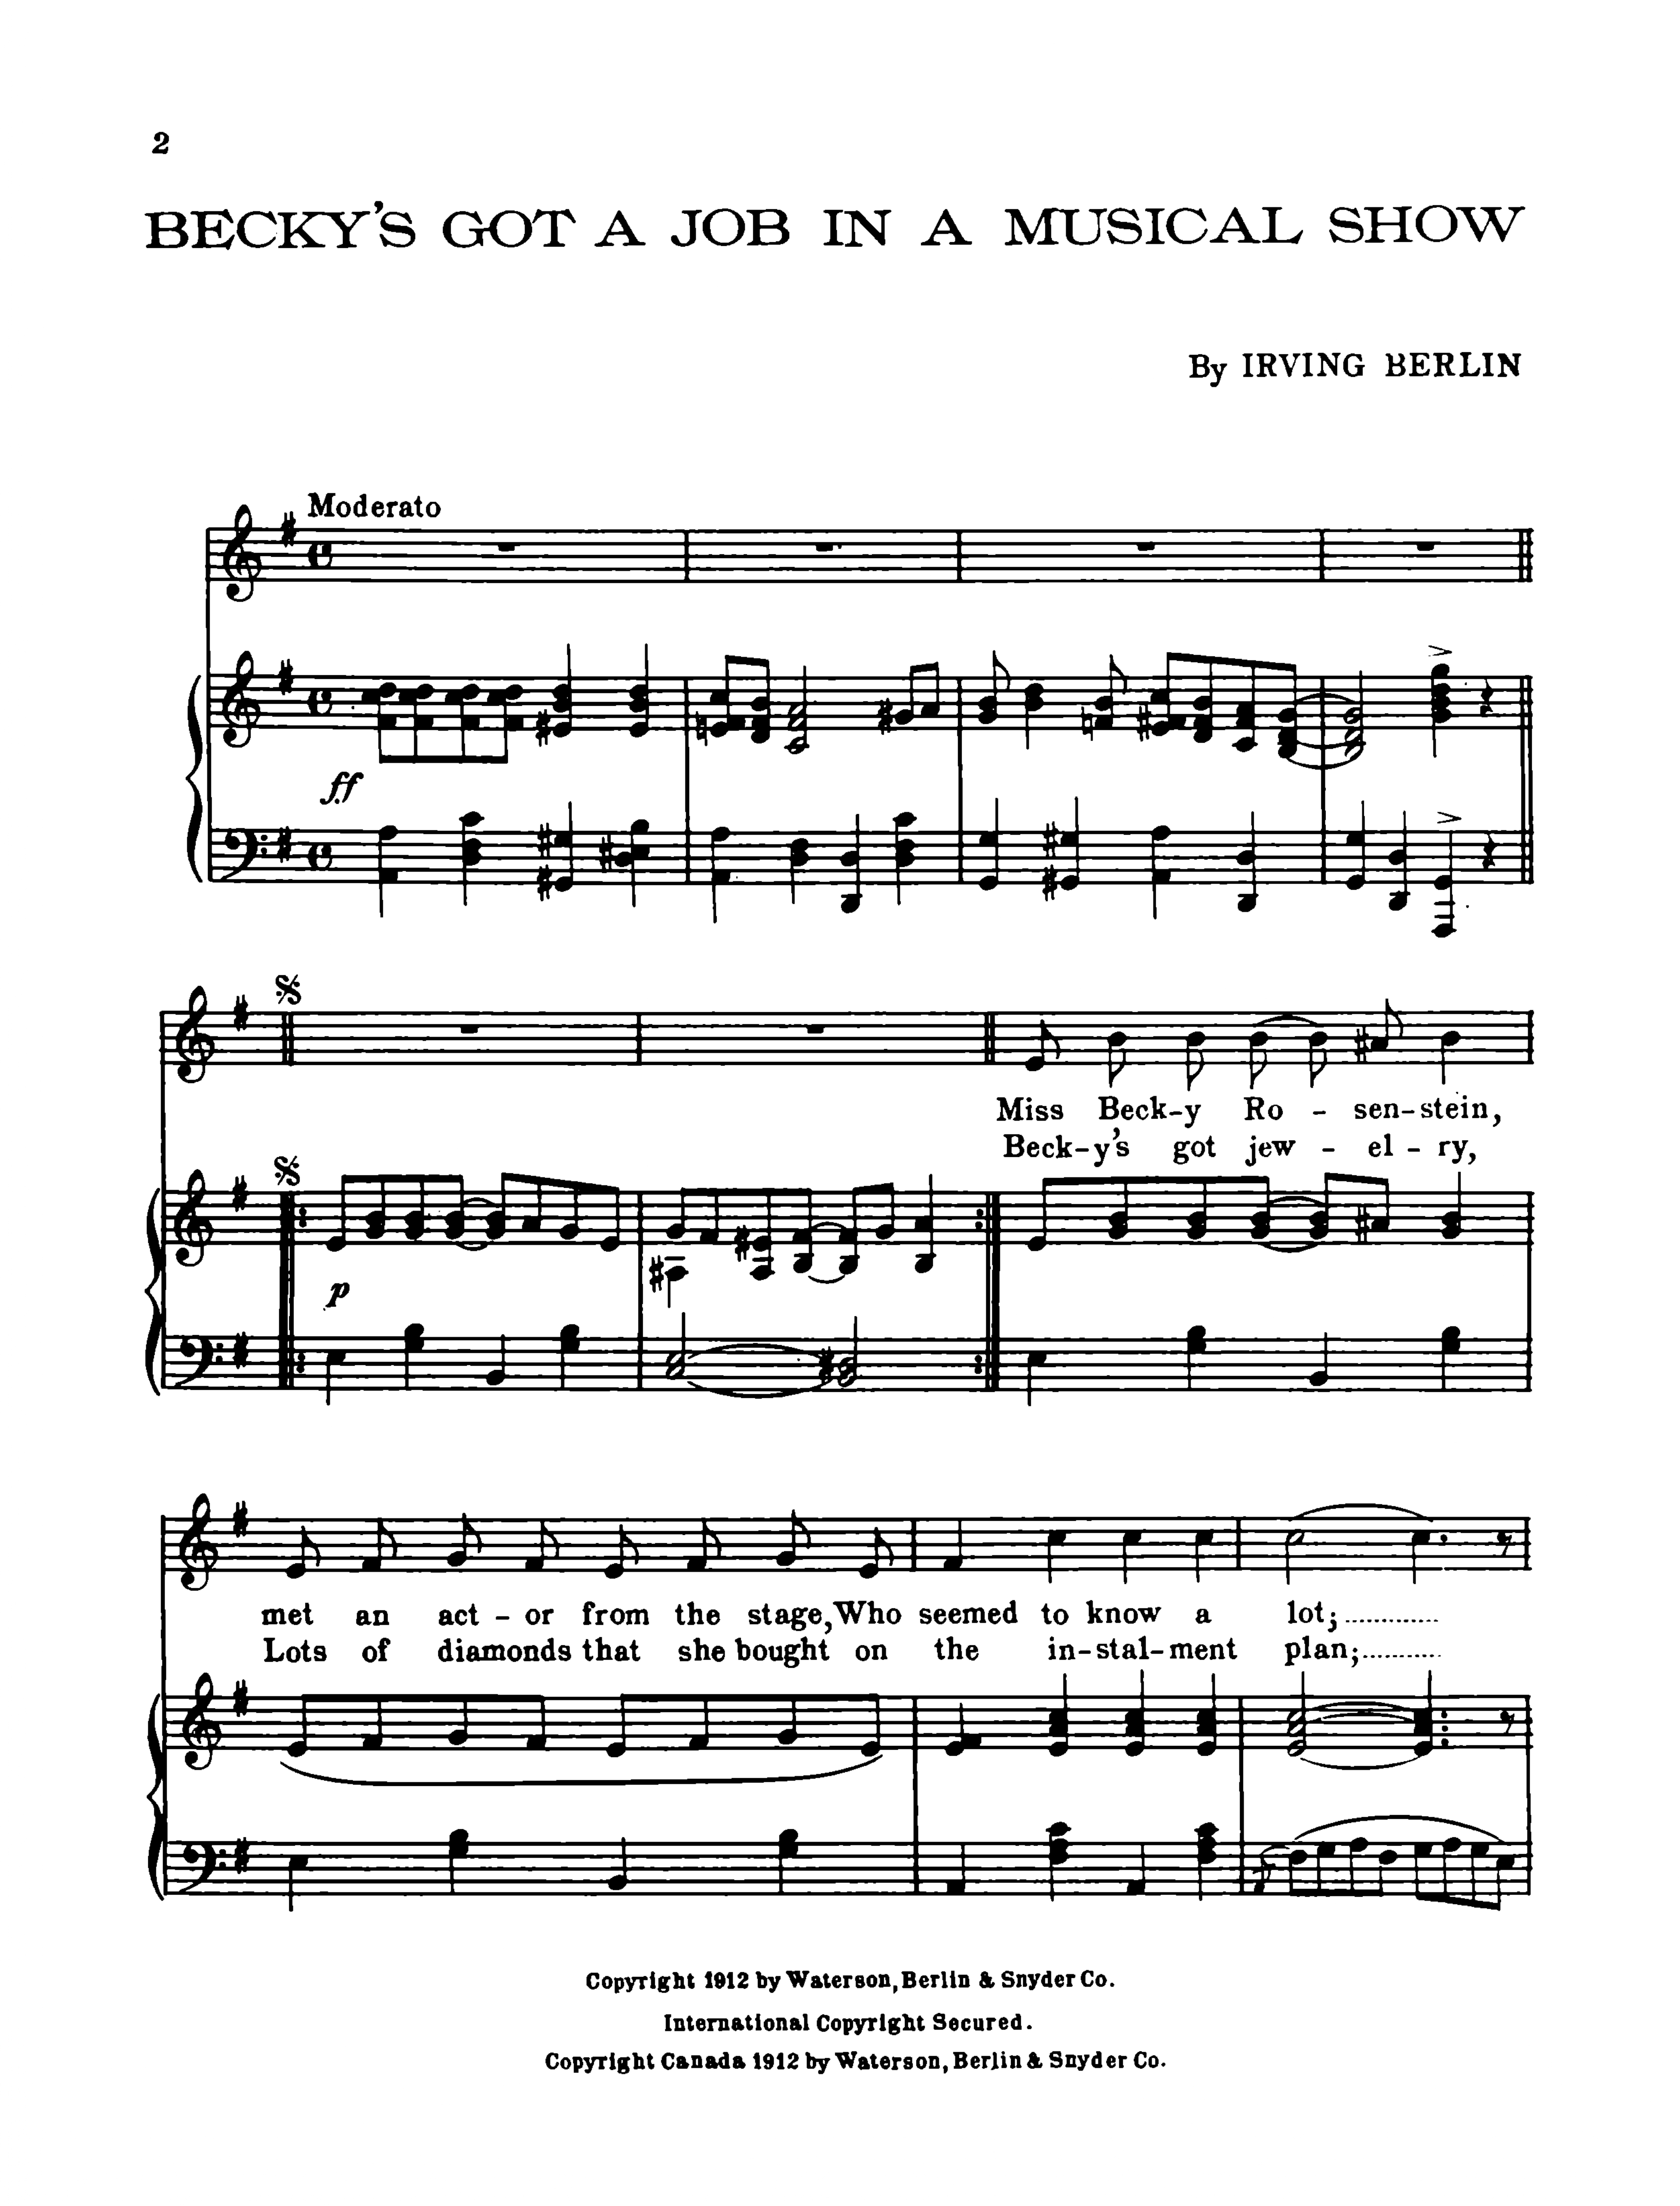 2
BECKY'S GOT A JOB IN A MUSICAL SHOW
By IRVING BERLIN
Moderato
ff
Miss Beck-y Ro - sen-stein,
Beck-y's got jew - el - ry,
p
met an act - or from the stage, Who seemed to know a lot;.............
Lots of diamonds that she bought on the in-stal-ment plan;...........
Copyright 1912 by Waterson, Berlin & Snyder Co.
International Copyright Secured.
Copyright Canada 1912 by Waterson, Berlin & Snyder Co.